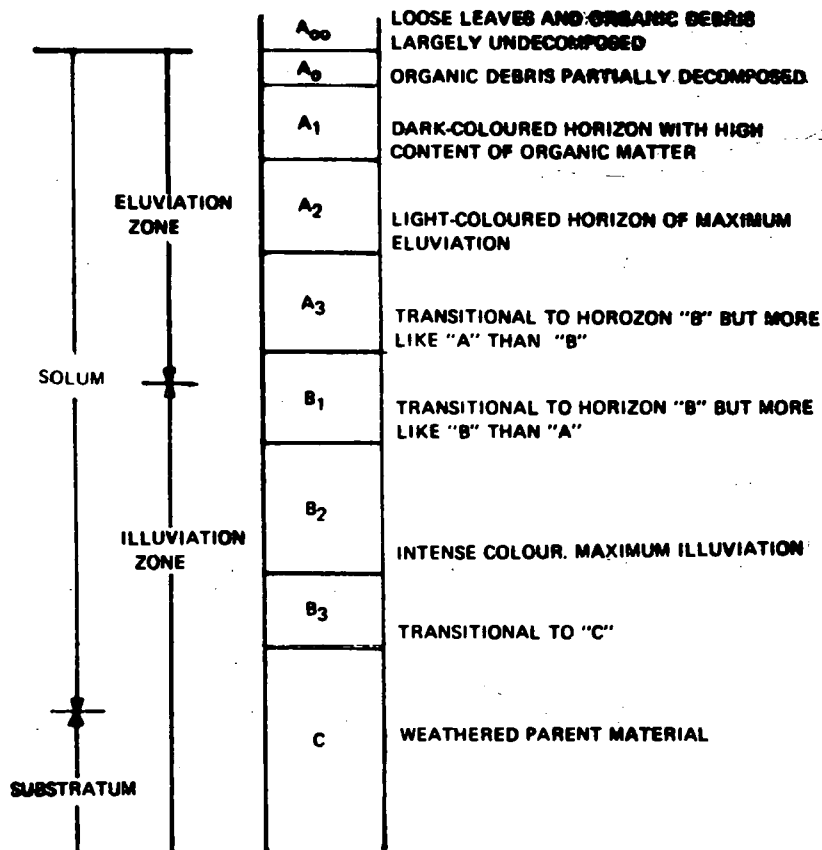 A00
LOOSE LEAVES AND ORGANIC DEBRIS
LARGELY UNDECOMPOSED
A0
ORGANIC DEBRIS PARTIALLY DECOMPOSED.
A1
DARK-COLOURED HORIZON WITH HIGH
CONTENT OF ORGANIC MATTER
ELUVIATION
ZONE
A2
LIGHT-COLOURED HORIZON OF MAXIMUM
ELUVIATION
A3
TRANSITIONAL TO HOROZON "B" BUT MORE
LIKE "A" THAN "B"
SOLUM
B1
TRANSITIONAL TO HORIZON "B" BUT MORE
LIKE "B" THAN "A"
ILLUVIATION
ZONE
B2
INTENSE COLOUR. MAXIMUM ILLUVIATION
B3
TRANSITIONAL TO "C"
C
WEATHERED PARENT MATERIAL
SUBSTRATUM